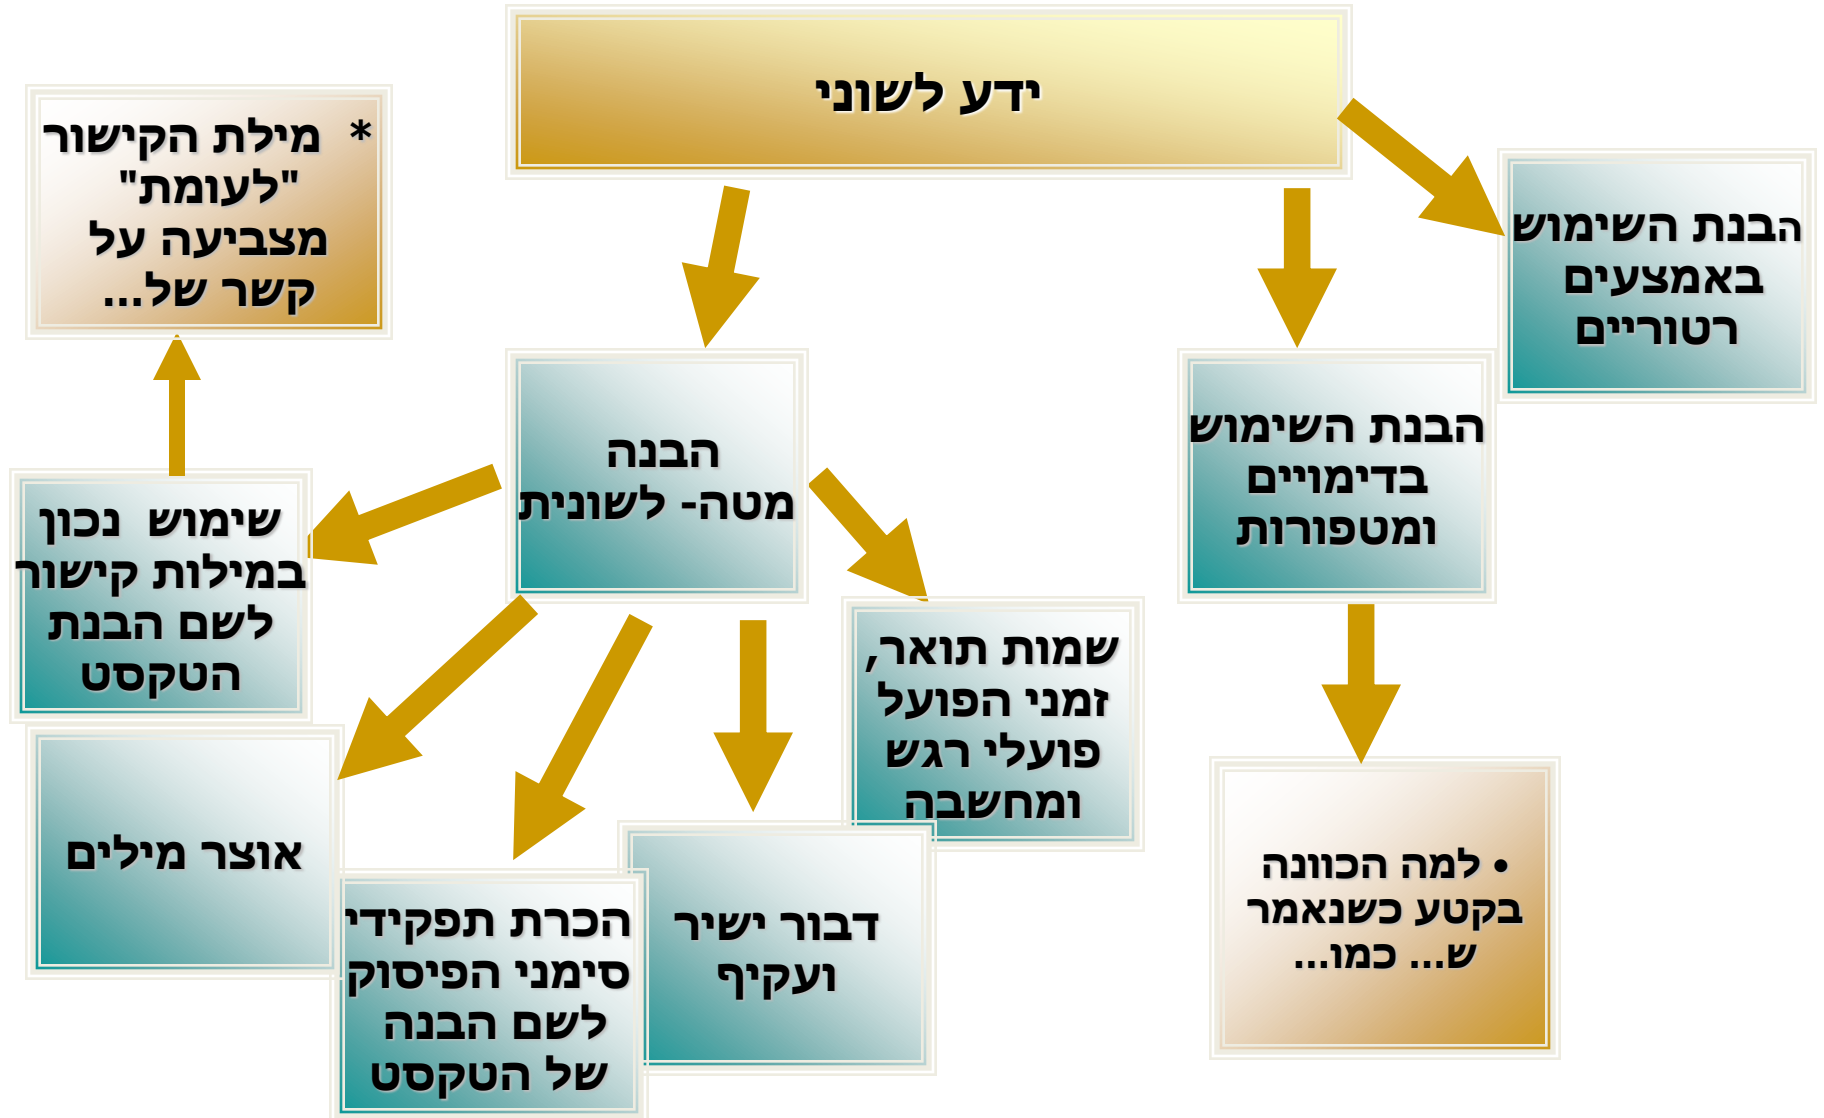 ידע לשוני
הבנת השימוש
באמצעים
רטוריים
* מילת הקישור
"לעומת"
מצביעה על
קשר של...
הבנת השימוש
בדימויים
ומטפורות
הבנה
מטה- לשונית
שימוש נכון
במילות קישור
לשם הבנת
הטקסט
שמות תואר,
זמני הפועל
פועלי רגש
ומחשבה
דבור ישיר
ועקיף
הכרת תפקידי
סימני הפיסוק
לשם הבנה
של הטקסט
אוצר מילים
• למה הכוונה
בקטע כשנאמר
ש... כמו...